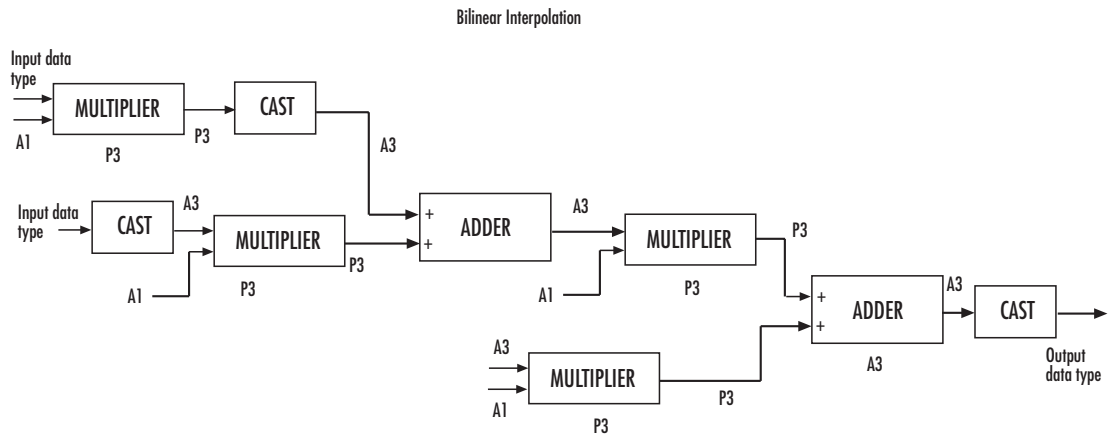 Bilinear Interpolation
Input data
type
MULTIPLIER
CAST
A1
P3
P3
A3
Input data
type
CAST
A3
MULTIPLIER
A1
P3
P3
+
+
ADDER
A3
MULTIPLIER
A1
P3
P3
A3
A1
MULTIPLIER
P3
P3
+
+
ADDER
A3
A3
CAST
Output
data type